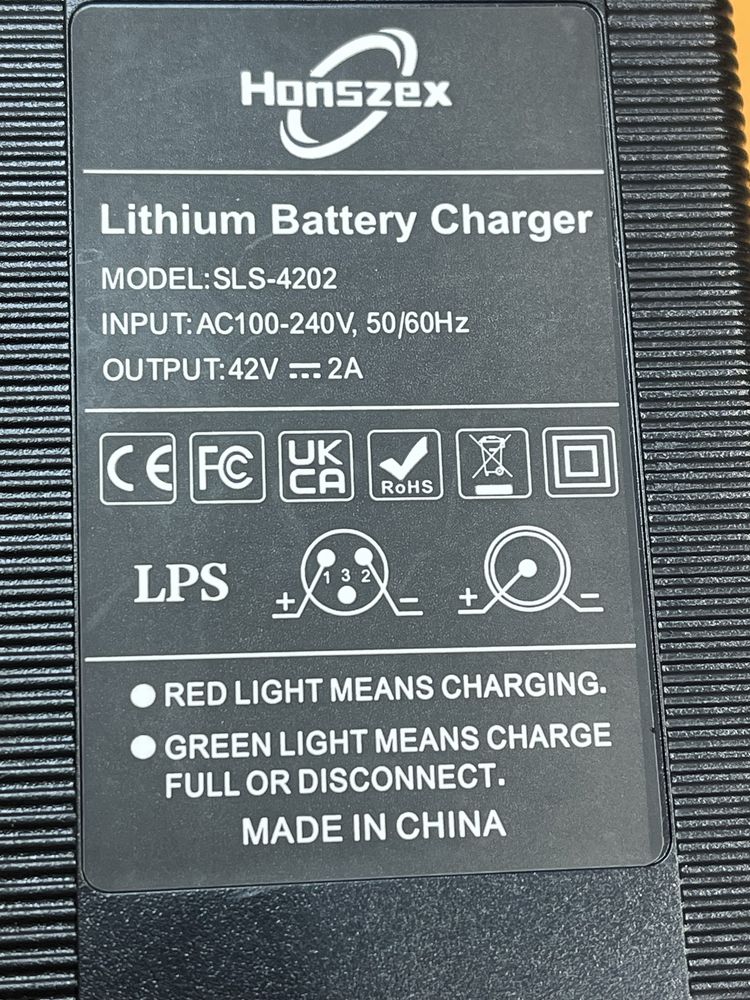 Honszex
Lithium Battery Charger
MODEL:SLS-4202
INPUT:AC100-240V, 50/60Hz
OUTPUT:42V ⎓ 2A
CE FC UK CA RoHS
LPS + 1 3 2 - + -
RED LIGHT MEANS CHARGING.
GREEN LIGHT MEANS CHARGE
FULL OR DISCONNECT.
MADE IN CHINA